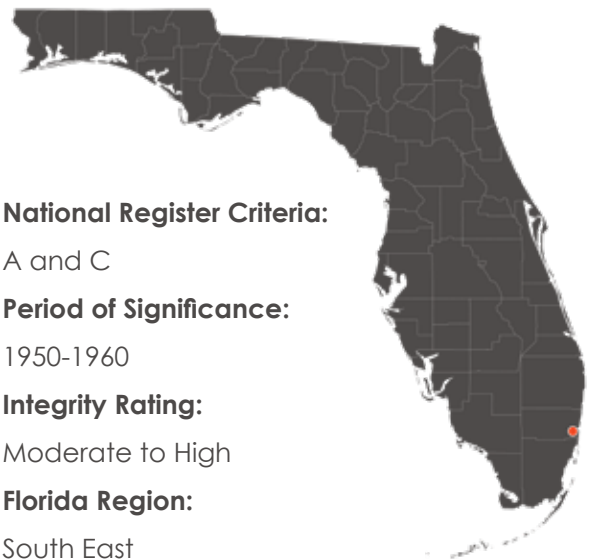 National Register Criteria:
A and C
Period of Significance:
1950-1960
Integrity Rating:
Moderate to High
Florida Region:
South East